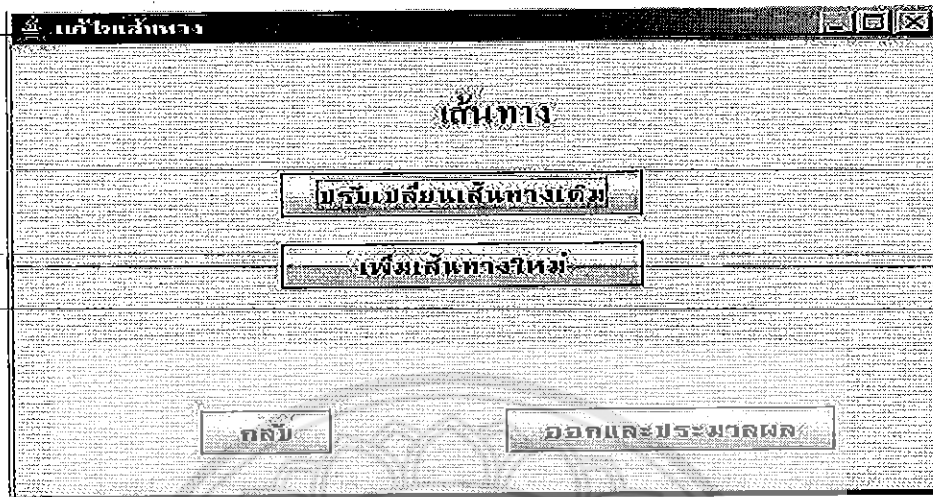 แก้ไขเส้นทาง
เส้นทาง
ปรับเปลี่ยนเส้นทางเดิม
เพิ่มเส้นทางใหม่
กลับ
ออกและประมวลผล